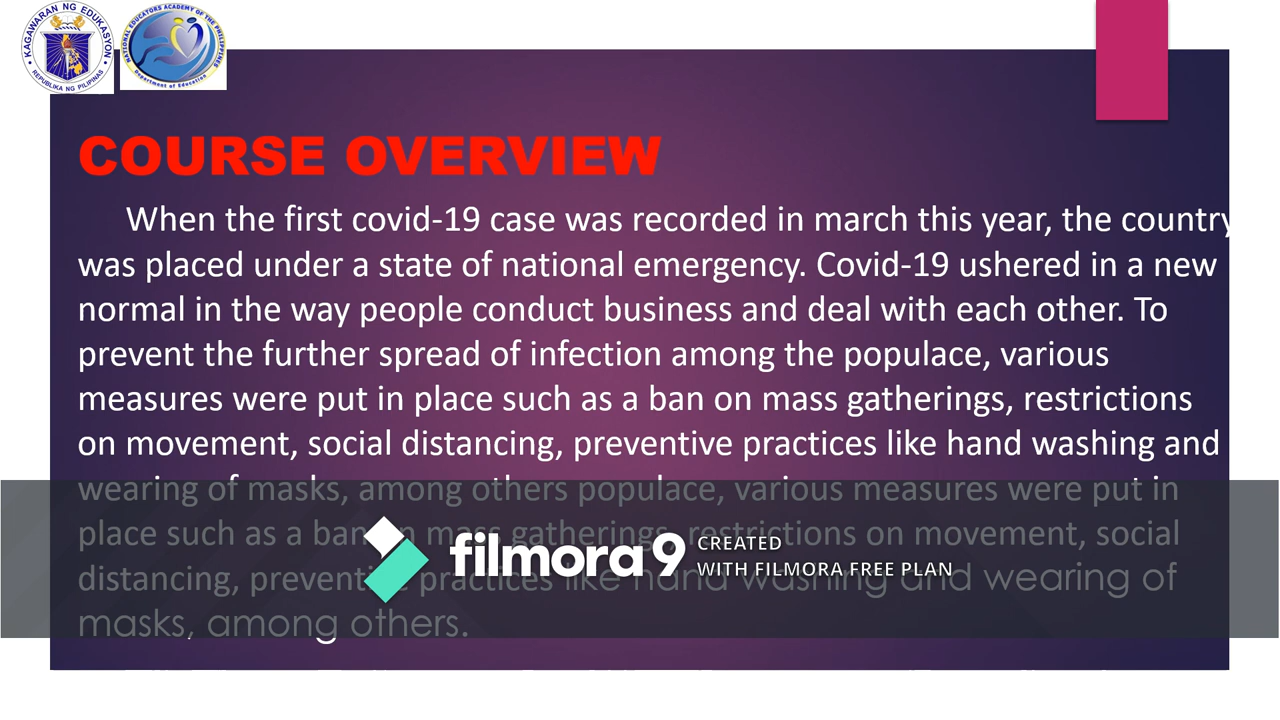 KAGAWARAN NG EDUKASYON
REPUBLIKA NG PILIPINAS
NATIONAL EDUCATORS ACADEMY OF THE PHILIPPINES
Department of Education
COURSE OVERVIEW
When the first covid-19 case was recorded in march this year, the country
was placed under a state of national emergency. Covid-19 ushered in a new
normal in the way people conduct business and deal with each other. To
prevent the further spread of infection among the populace, various
measures were put in place such as a ban on mass gatherings, restrictions
on movement, social distancing, preventive practices like hand washing and
wearing of masks, among others populace, various measures were put in
place such as a ban on mass gatherings, restrictions on movement, social
distancing, preventive practices like hand washing and wearing of
masks, among others.
filmora9
CREATED
WITH FILMORA FREE PLAN